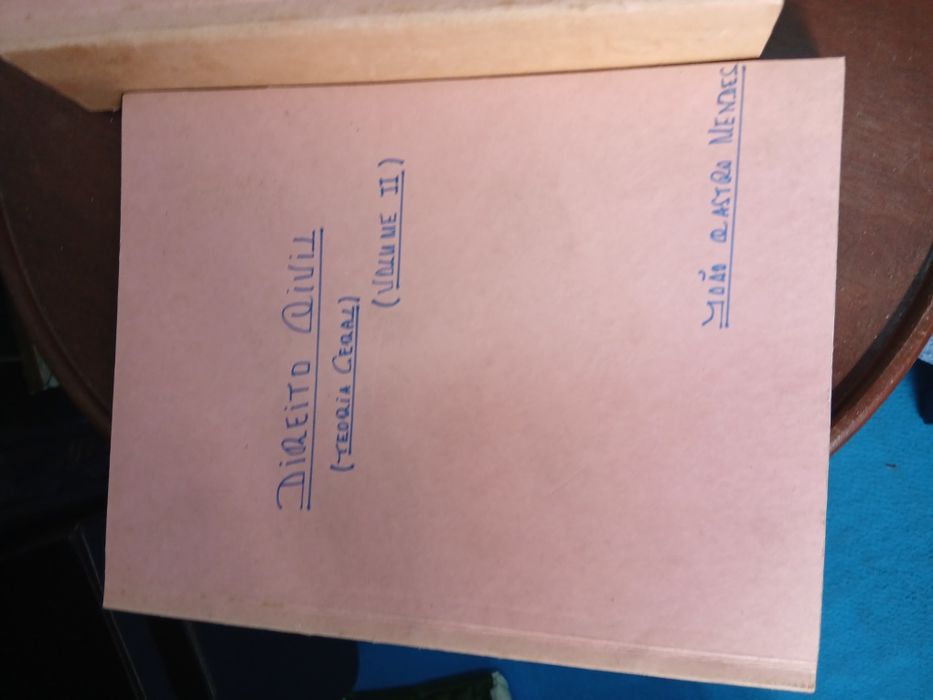 DIREITO CIVIL
(TEORIA GERAL)
(VOLUME II)
JOÃO CASTRO MENDES